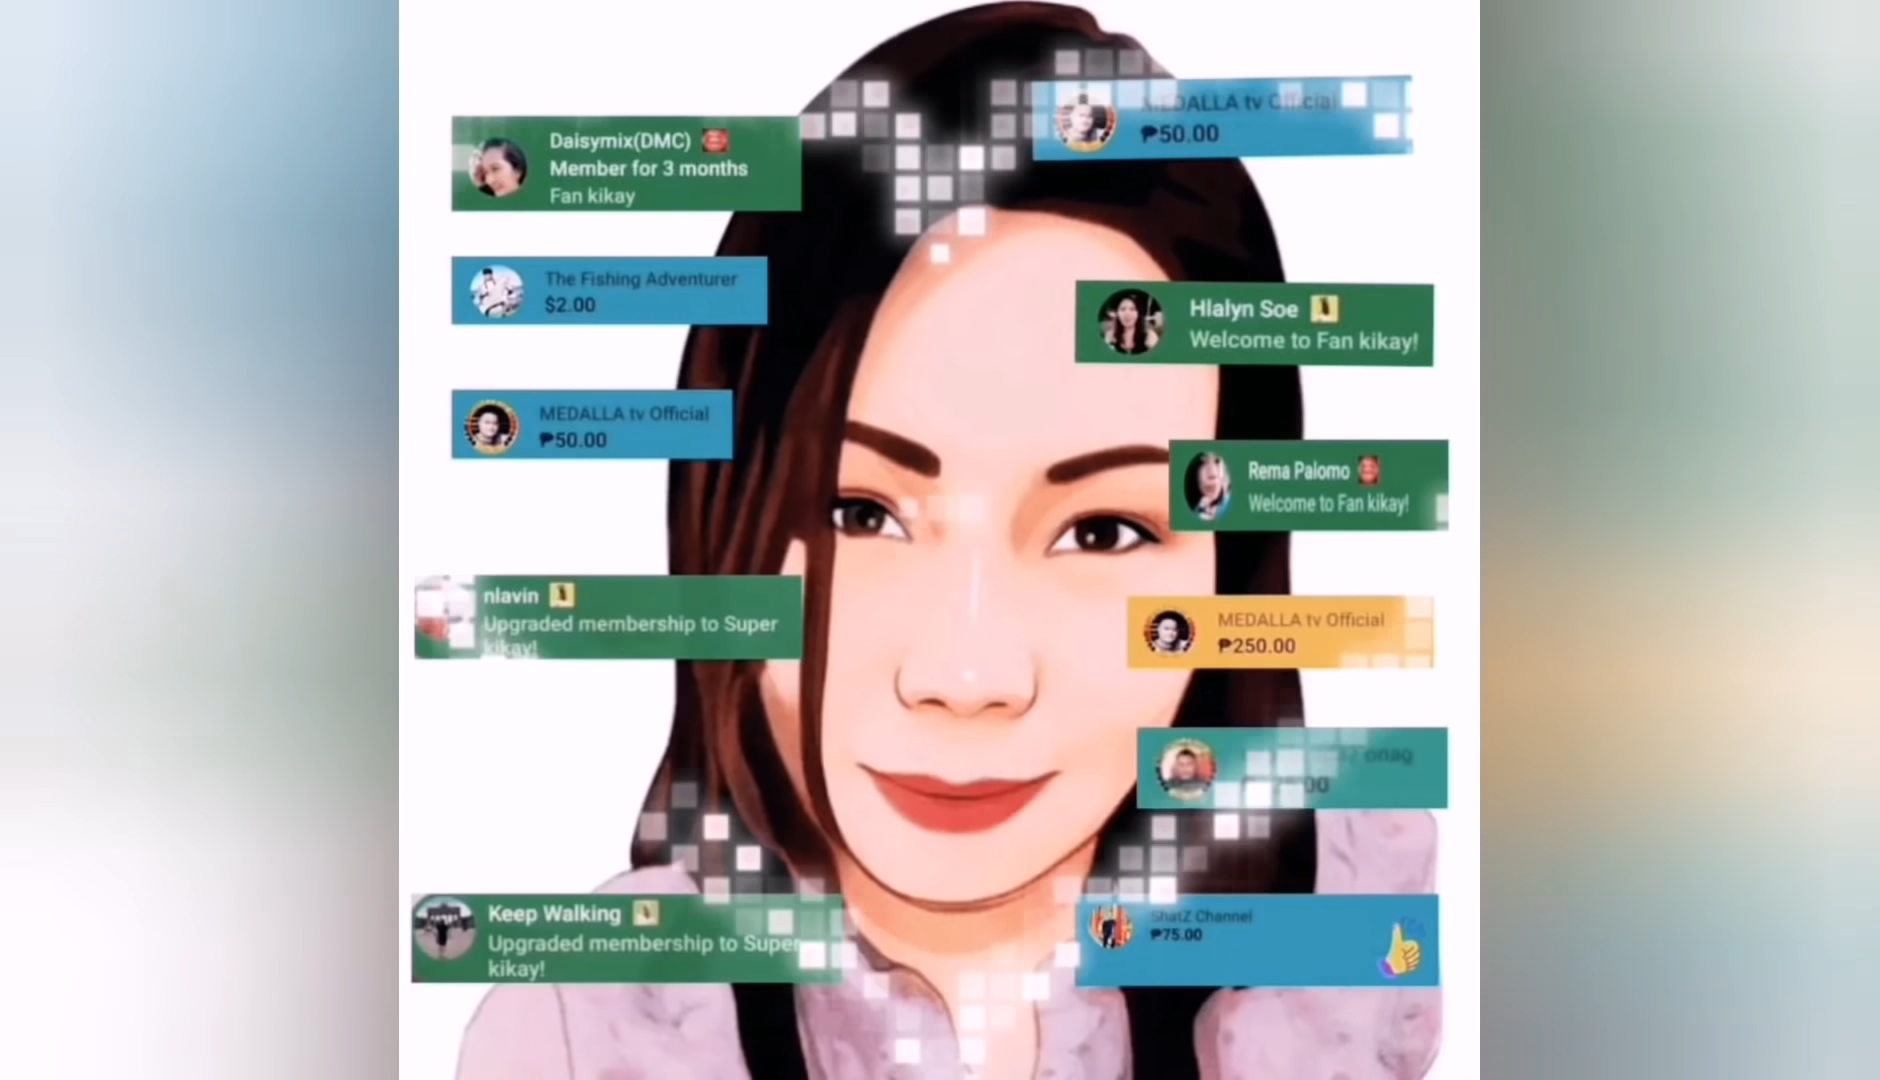 Daisymix(DMC)
Member for 3 months
Fan kikay
The Fishing Adventurer
$2.00
MEDALLA tv Official
₱50.00
nlavin
Upgraded membership to Super
kikay!
Keep Walking
Upgraded membership to Super
kikay!
MEDALLA tv Official
₱50.00
Hlalyn Soe
Welcome to Fan kikay!
Rema Palomo
Welcome to Fan kikay!
MEDALLA tv Official
₱250.00
ShatZ Channel
₱75.00